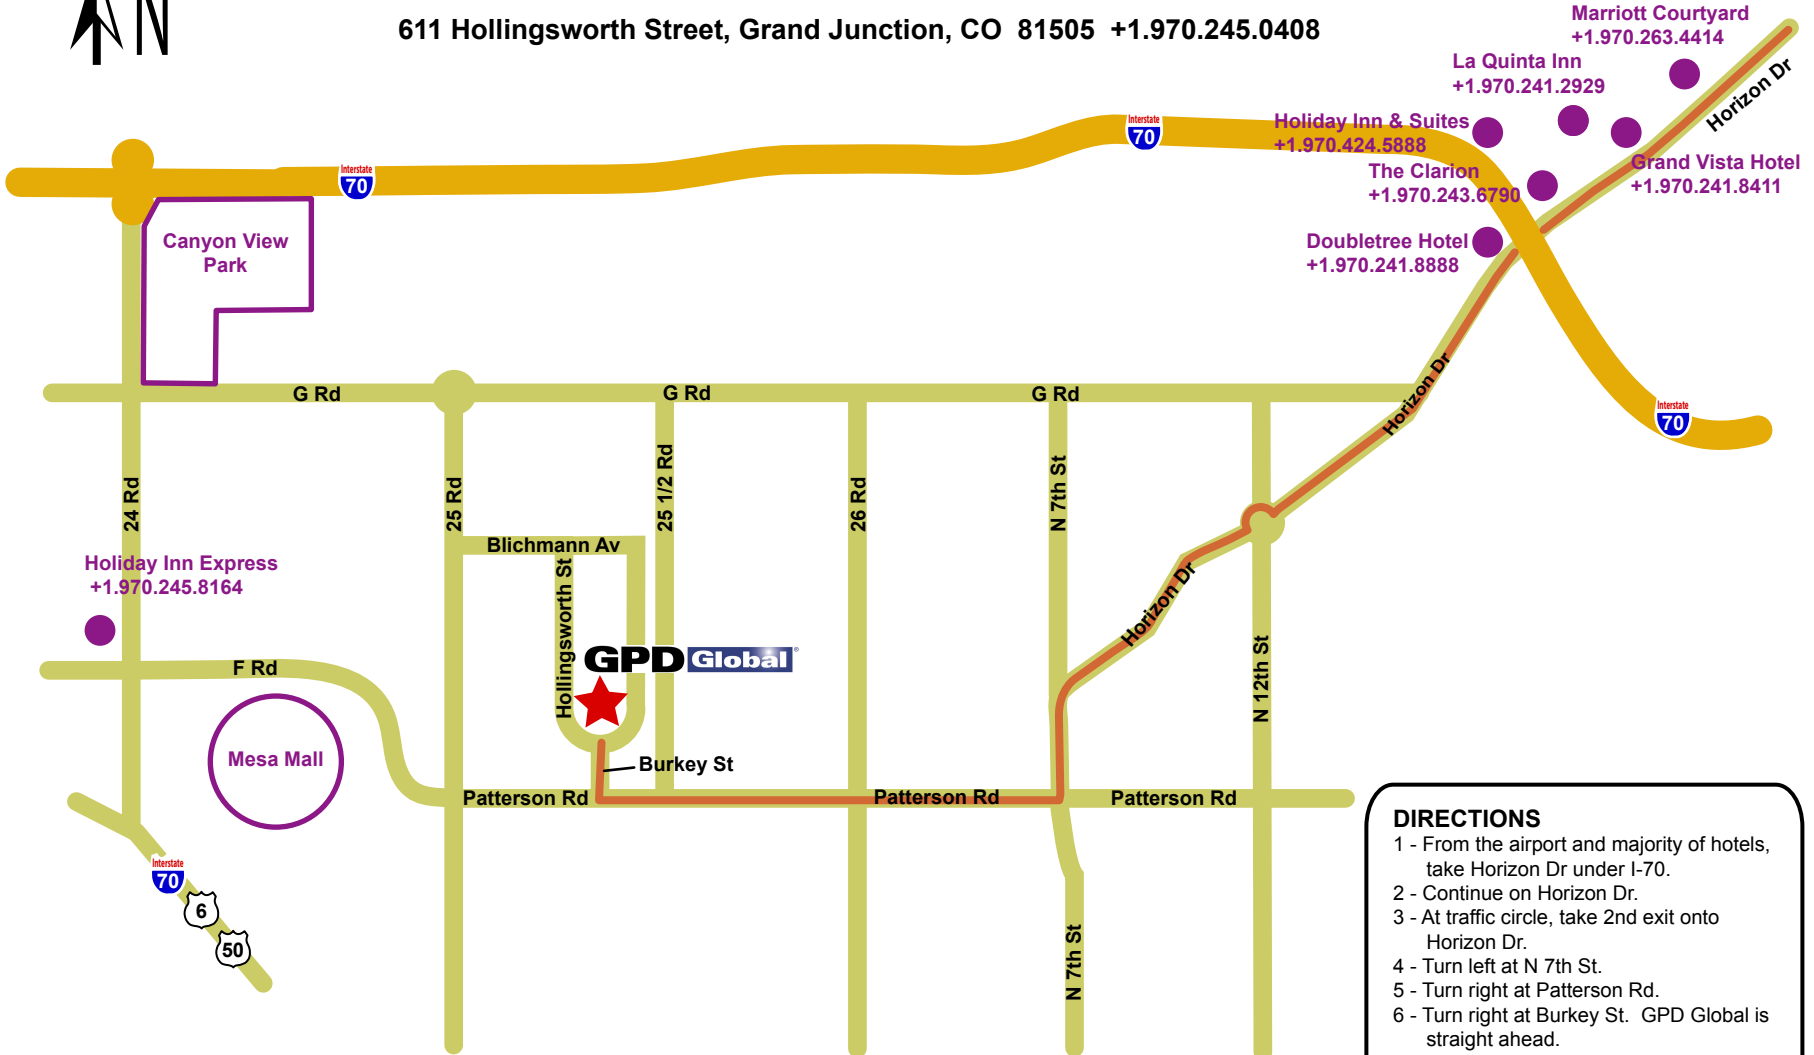 N
611 Hollingsworth Street, Grand Junction, CO 81505 +1.970.245.0408
Marriott Courtyard
+1.970.263.4414
La Quinta Inn
+1.970.241.2929
Horizon Dr
Holiday Inn & Suites
+1.970.424.5888
Interstate
70
The Clarion
+1.970.243.6790
Grand Vista Hotel
+1.970.241.8411
Interstate
70
Canyon View
Park
Doubletree Hotel
+1.970.241.8888
G Rd
G Rd
G Rd
Horizon Dr
Interstate
70
24 Rd
25 Rd
25 1/2 Rd
26 Rd
N 7th St
Blichmann Av
Hollingsworth St
Holiday Inn Express
+1.970.245.8164
Horizon Dr
N 12th St
F Rd
GPD Global®
Mesa Mall
Burkey St
Patterson Rd
Patterson Rd
Patterson Rd
Interstate
70
6
50
N 7th St
DIRECTIONS
1 - From the airport and majority of hotels,
take Horizon Dr under I-70.
2 - Continue on Horizon Dr.
3 - At traffic circle, take 2nd exit onto
Horizon Dr.
4 - Turn left at N 7th St.
5 - Turn right at Patterson Rd.
6 - Turn right at Burkey St. GPD Global is
straight ahead.